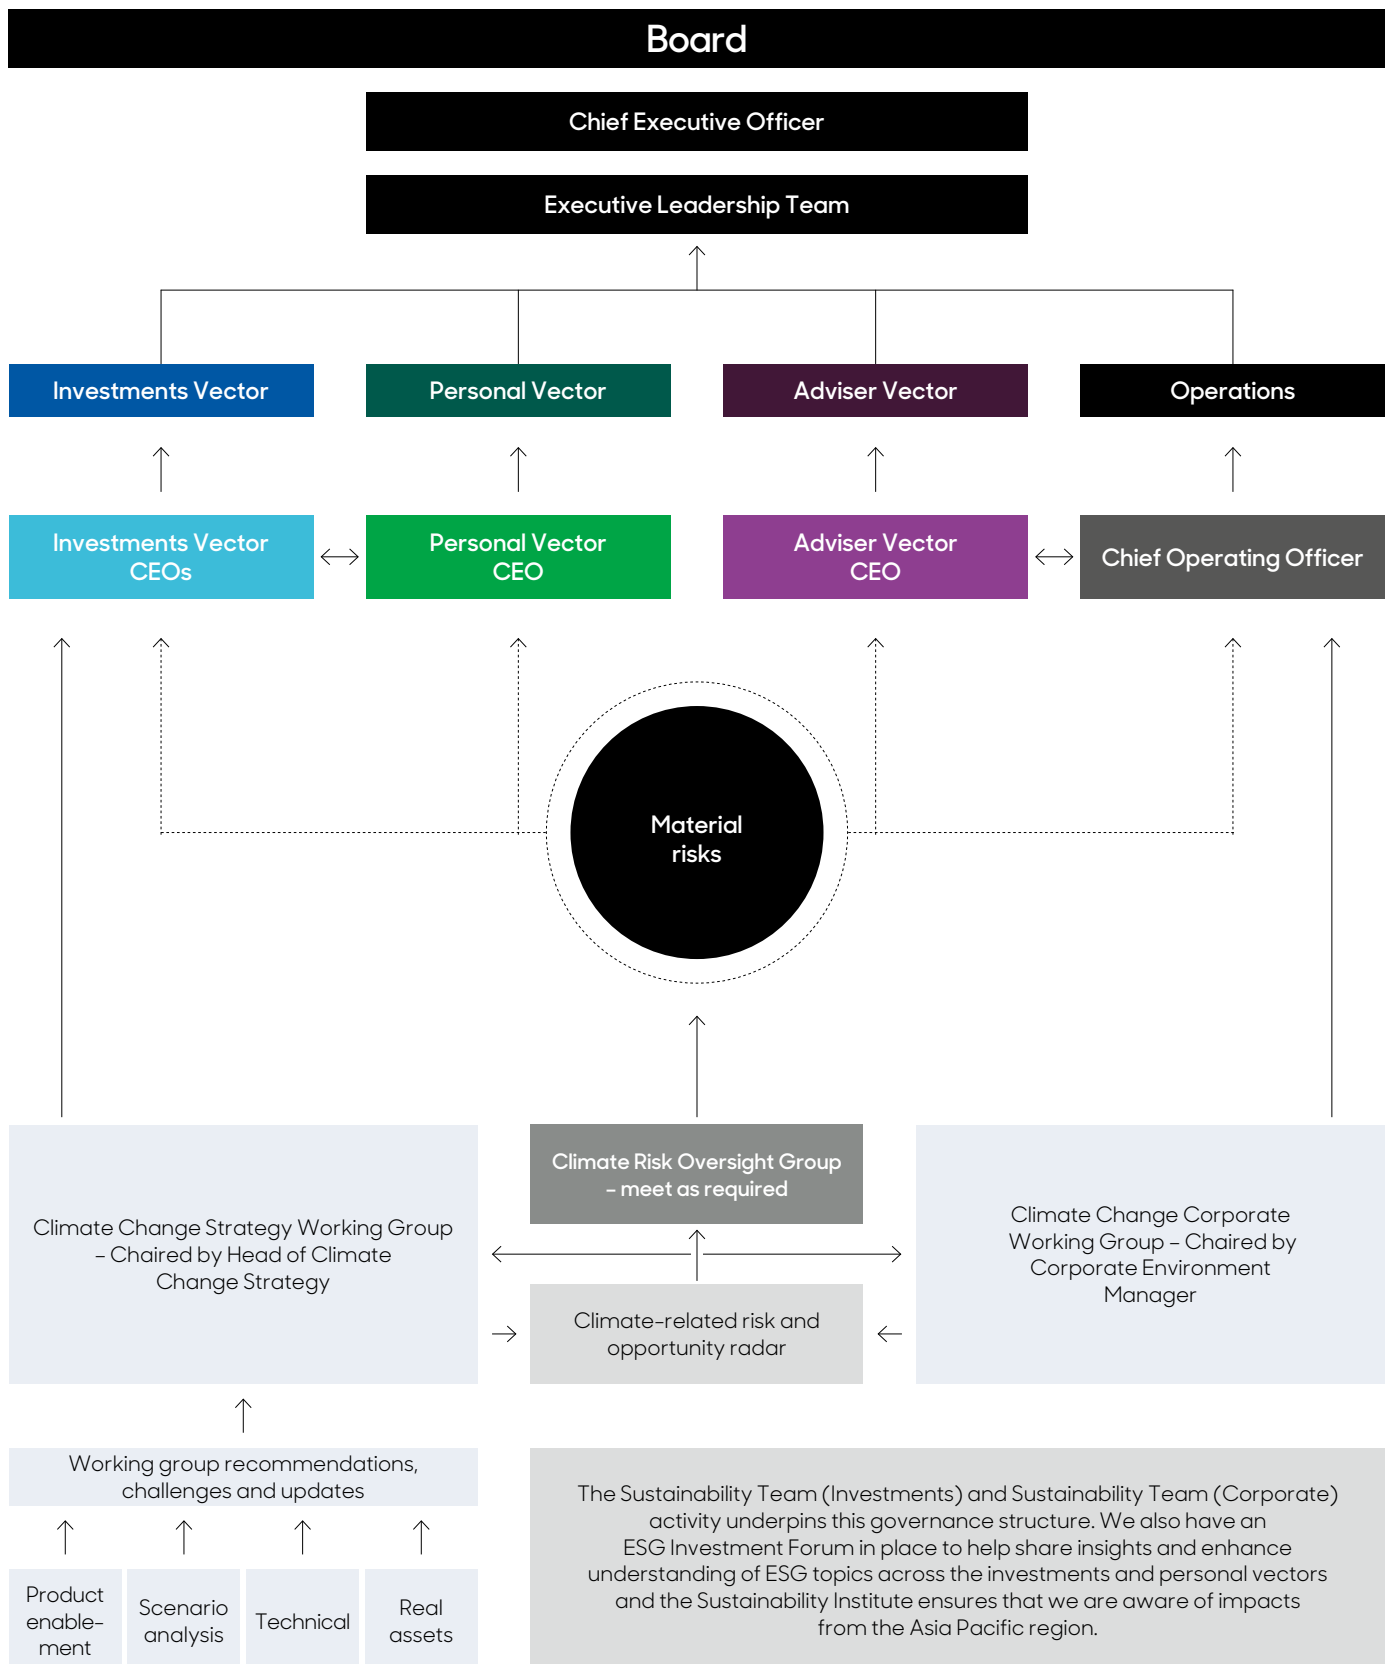 Board
Chief Executive Officer
Executive Leadership Team
Investments Vector
Personal Vector
Adviser Vector
Operations
Investments Vector
CEOs
Personal Vector
CEO
Adviser Vector
CEO
Chief Operating Officer
Material
risks
Climate Change Strategy Working Group
– Chaired by Head of Climate
Change Strategy
Climate Risk Oversight Group
– meet as required
Climate-related risk and
opportunity radar
Climate Change Corporate
Working Group – Chaired by
Corporate Environment
Manager
Working group recommendations,
challenges and updates
Product
enable-
ment
Scenario
analysis
Technical
Real
assets
The Sustainability Team (Investments) and Sustainability Team (Corporate)
activity underpins this governance structure. We also have an
ESG Investment Forum in place to help share insights and enhance
understanding of ESG topics across the investments and personal vectors
and the Sustainability Institute ensures that we are aware of impacts
from the Asia Pacific region.